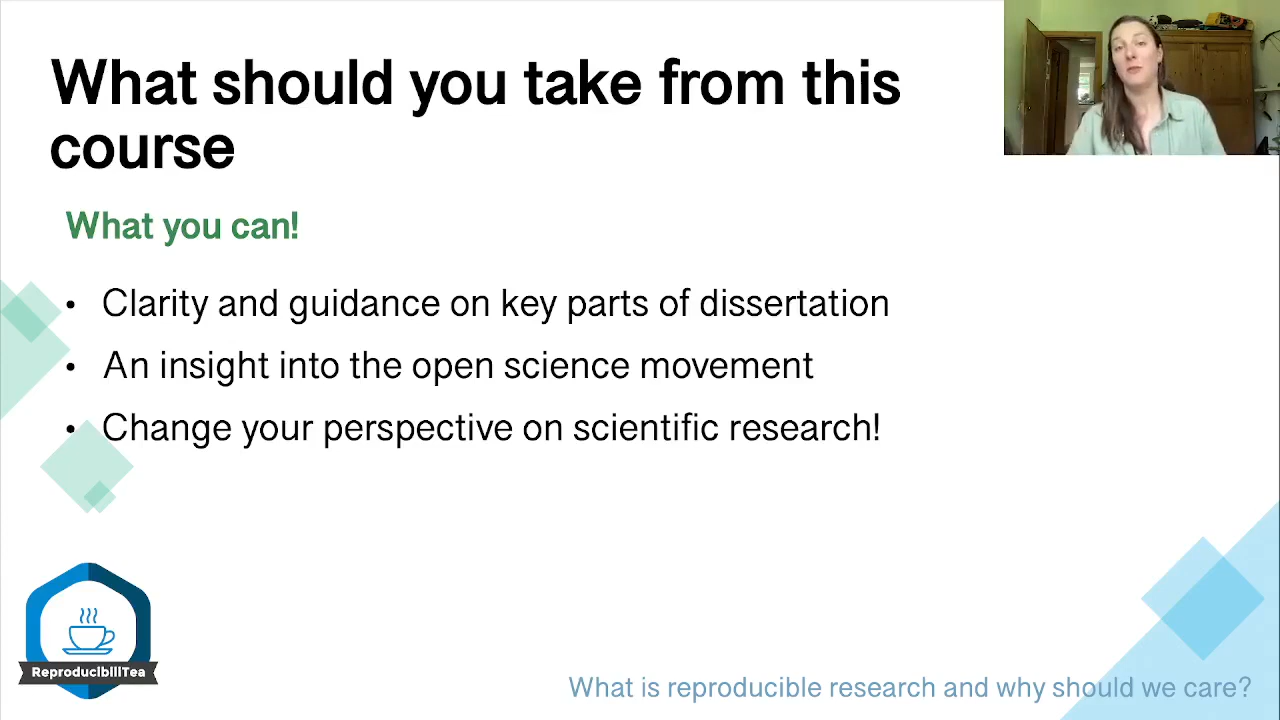 What should you take from this
course
What you can!
• Clarity and guidance on key parts of dissertation
• An insight into the open science movement
• Change your perspective on scientific research!
ReproducibiliTea
What is reproducible research and why should we care?